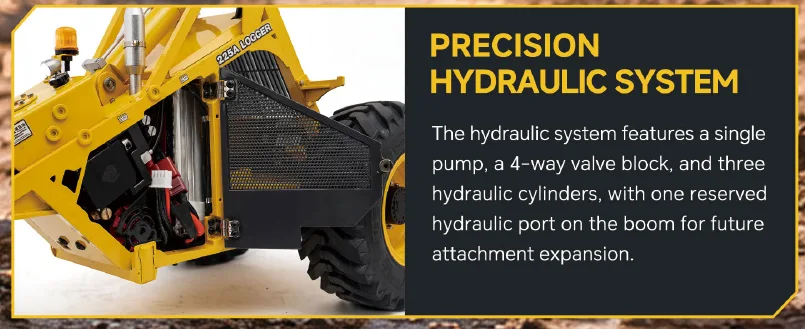 225A LOGGER
PRECISION
HYDRAULIC SYSTEM
The hydraulic system features a single
pump, a 4-way valve block, and three
hydraulic cylinders, with one reserved
hydraulic port on the boom for future
attachment expansion.